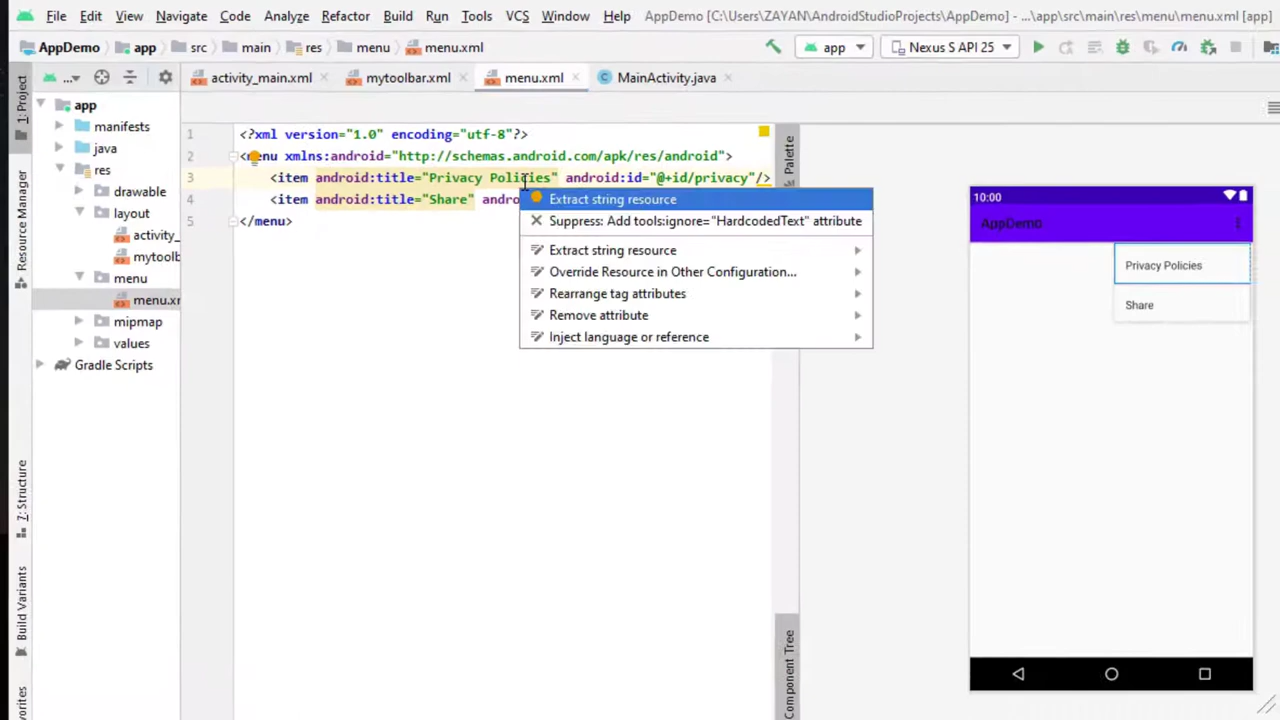 File Edit View Navigate Code Analyze Refactor Build Run Tools VCS Window Help AppDemo [C:\Users\ZAYAN\AndroidStudioProjects\AppDemo] - ...\app\src\main\res\menu\menu.xml [app]
AppDemo app src main res menu menu.xml app Nexus S API 25
1: Project
... activity_main.xml mytoolbar.xml menu.xml MainActivity.java
app
manifests
java
res
drawable
layout
activity_
mytoolb
menu
menu.xr
mipmap
values
Gradle Scripts
Resource Manager
7: Structure
Build Variants
avorites
1 <?xml version="1.0" encoding="utf-8"?>
2 <menu xmlns:android="http://schemas.android.com/apk/res/android">
3 <item android:title="Privacy Policies" android:id="@+id/privacy"/>
4 <item android:title="Share" andro
5 </menu>
Extract string resource
Suppress: Add tools:ignore="HardcodedText" attribute
Extract string resource
Override Resource in Other Configuration...
Rearrange tag attributes
Remove attribute
Inject language or reference
Palette
Component Tree
10:00
AppDemo
Privacy Policies
Share